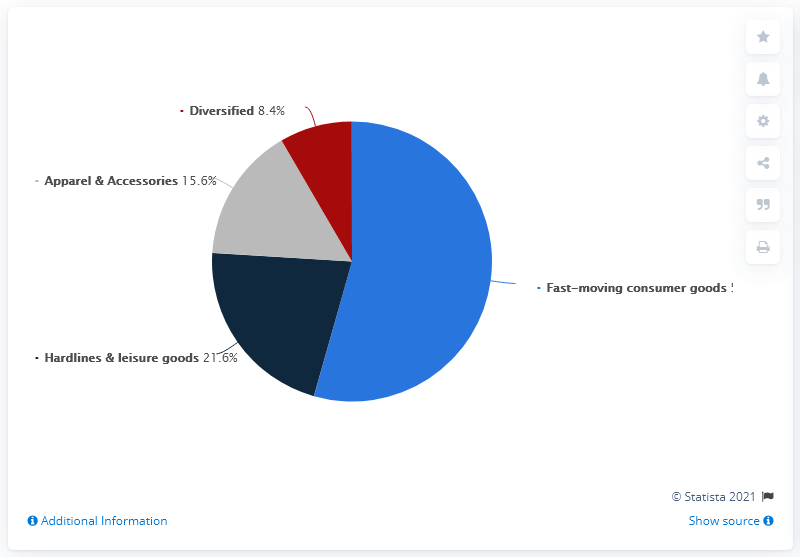 Diversified 8.4%
Apparel & Accessories 15.6%
Fast-moving consumer goods
Hardlines & leisure goods 21.6%
© Statista 2021
Additional Information
Show source